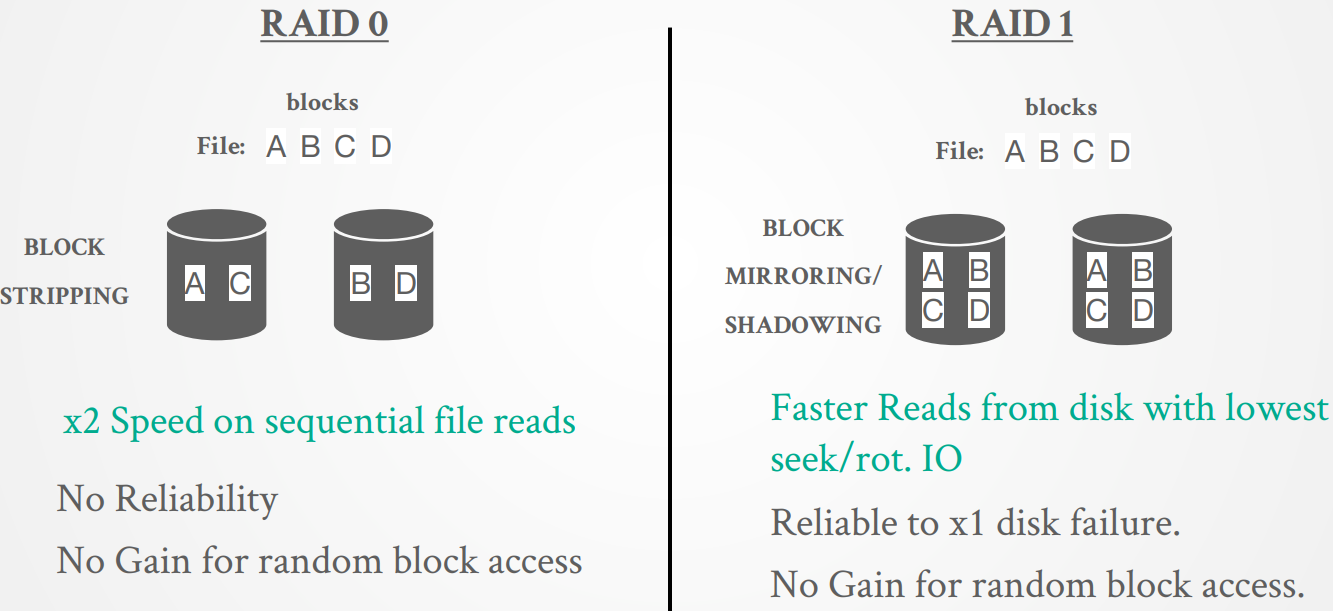 RAID 0
blocks
File: A B C D
BLOCK
STRIPPING
A C
B D
x2 Speed on sequential file reads
No Reliability
No Gain for random block access
RAID 1
blocks
File: A B C D
BLOCK
MIRRORING/
SHADOWING
A B
C D
A B
C D
Faster Reads from disk with lowest
seek/rot. IO
Reliable to x1 disk failure.
No Gain for random block access.